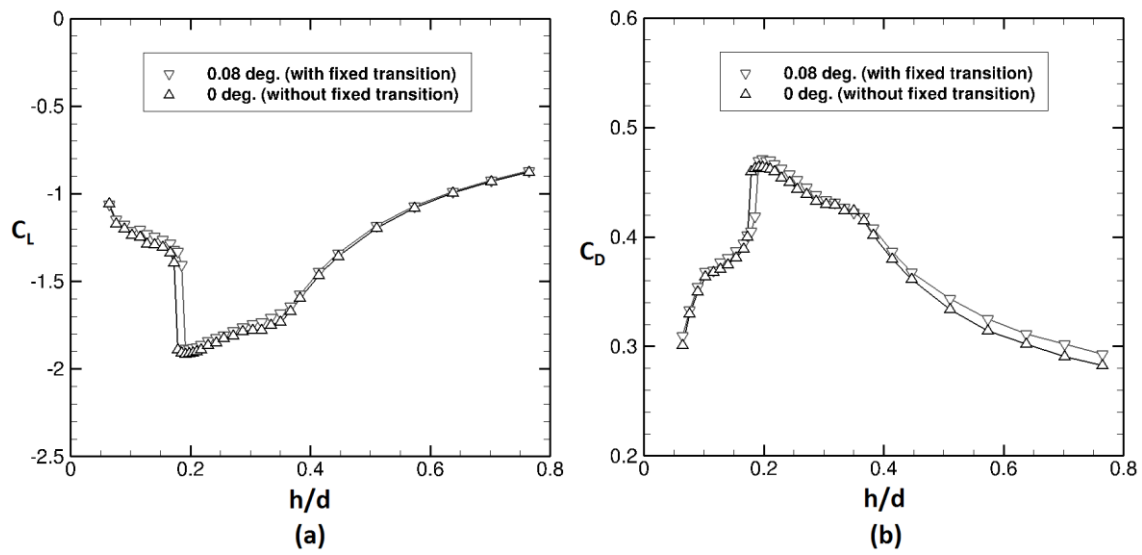 0
-0.5
-1
-1.5
-2
-2.5
C_L
0.08 deg. (with fixed transition)
0 deg. (without fixed transition)
0 0.2 0.4 0.6 0.8
h/d
(a)
0.6
0.5
0.4
0.3
0.2
C_D
0.08 deg. (with fixed transition)
0 deg. (without fixed transition)
0 0.2 0.4 0.6 0.8
h/d
(b)